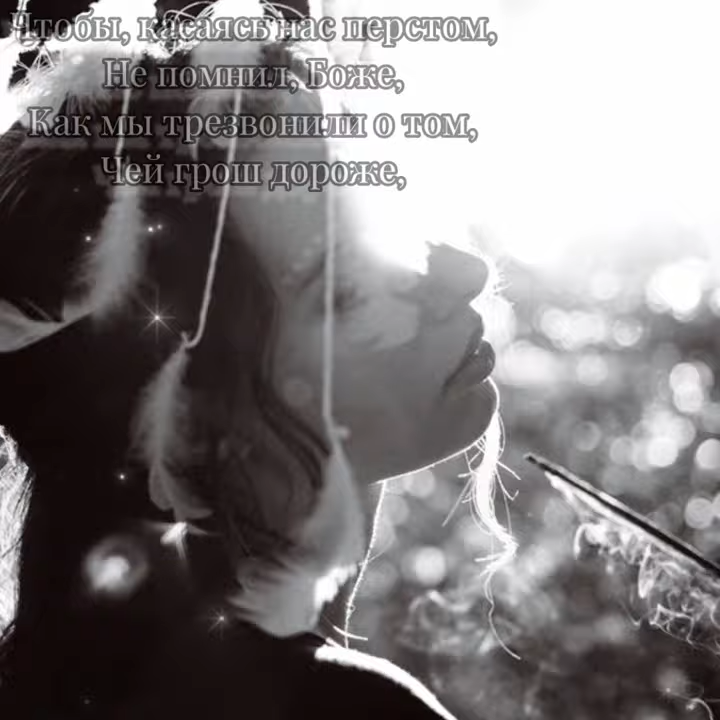 Чтобы, касаясь нас перстом,
Не помнил, Боже,
Как мы трезвонили о том,
Чей грош дороже,